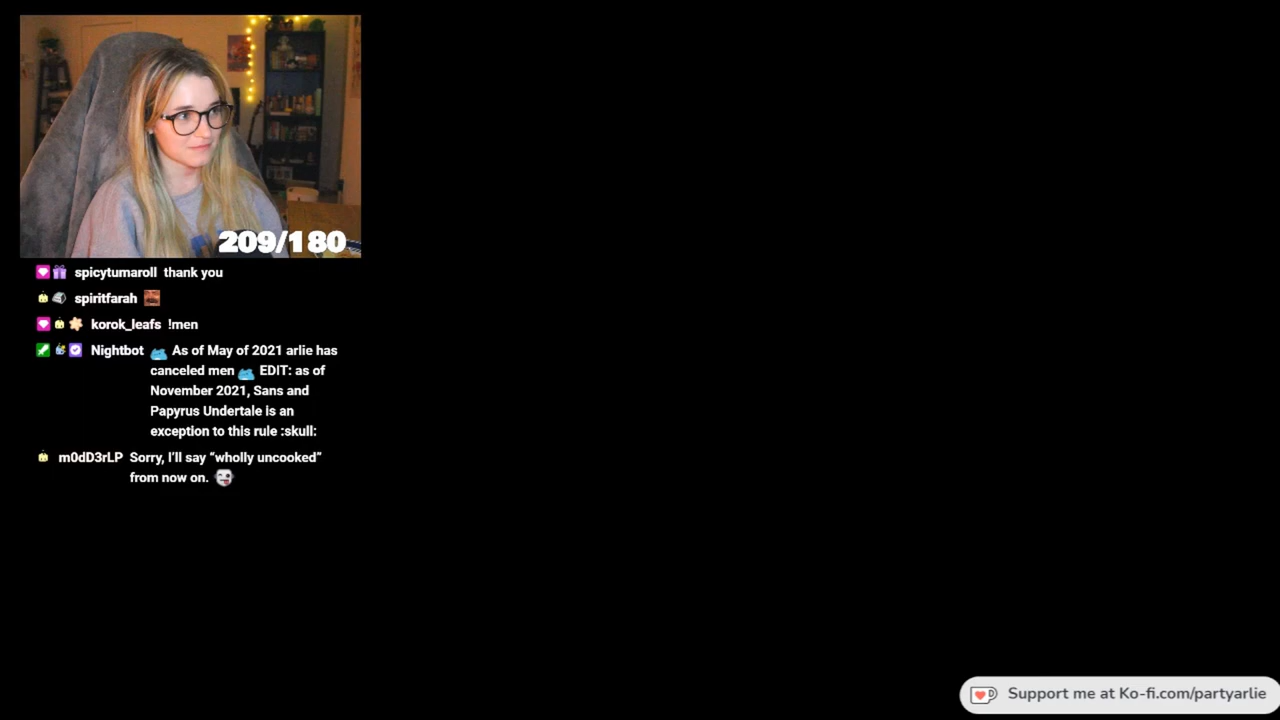 209/180
spicytumaroll thank you
spiritfarah
korok_leafs !men
Nightbot As of May of 2021 arlie has
canceled men EDIT: as of
November 2021, Sans and
Papyrus Undertale is an
exception to this rule :skull:
m0dD3rLP Sorry, I’ll say “wholly uncooked”
from now on.
Support me at Ko-fi.com/partyarlie